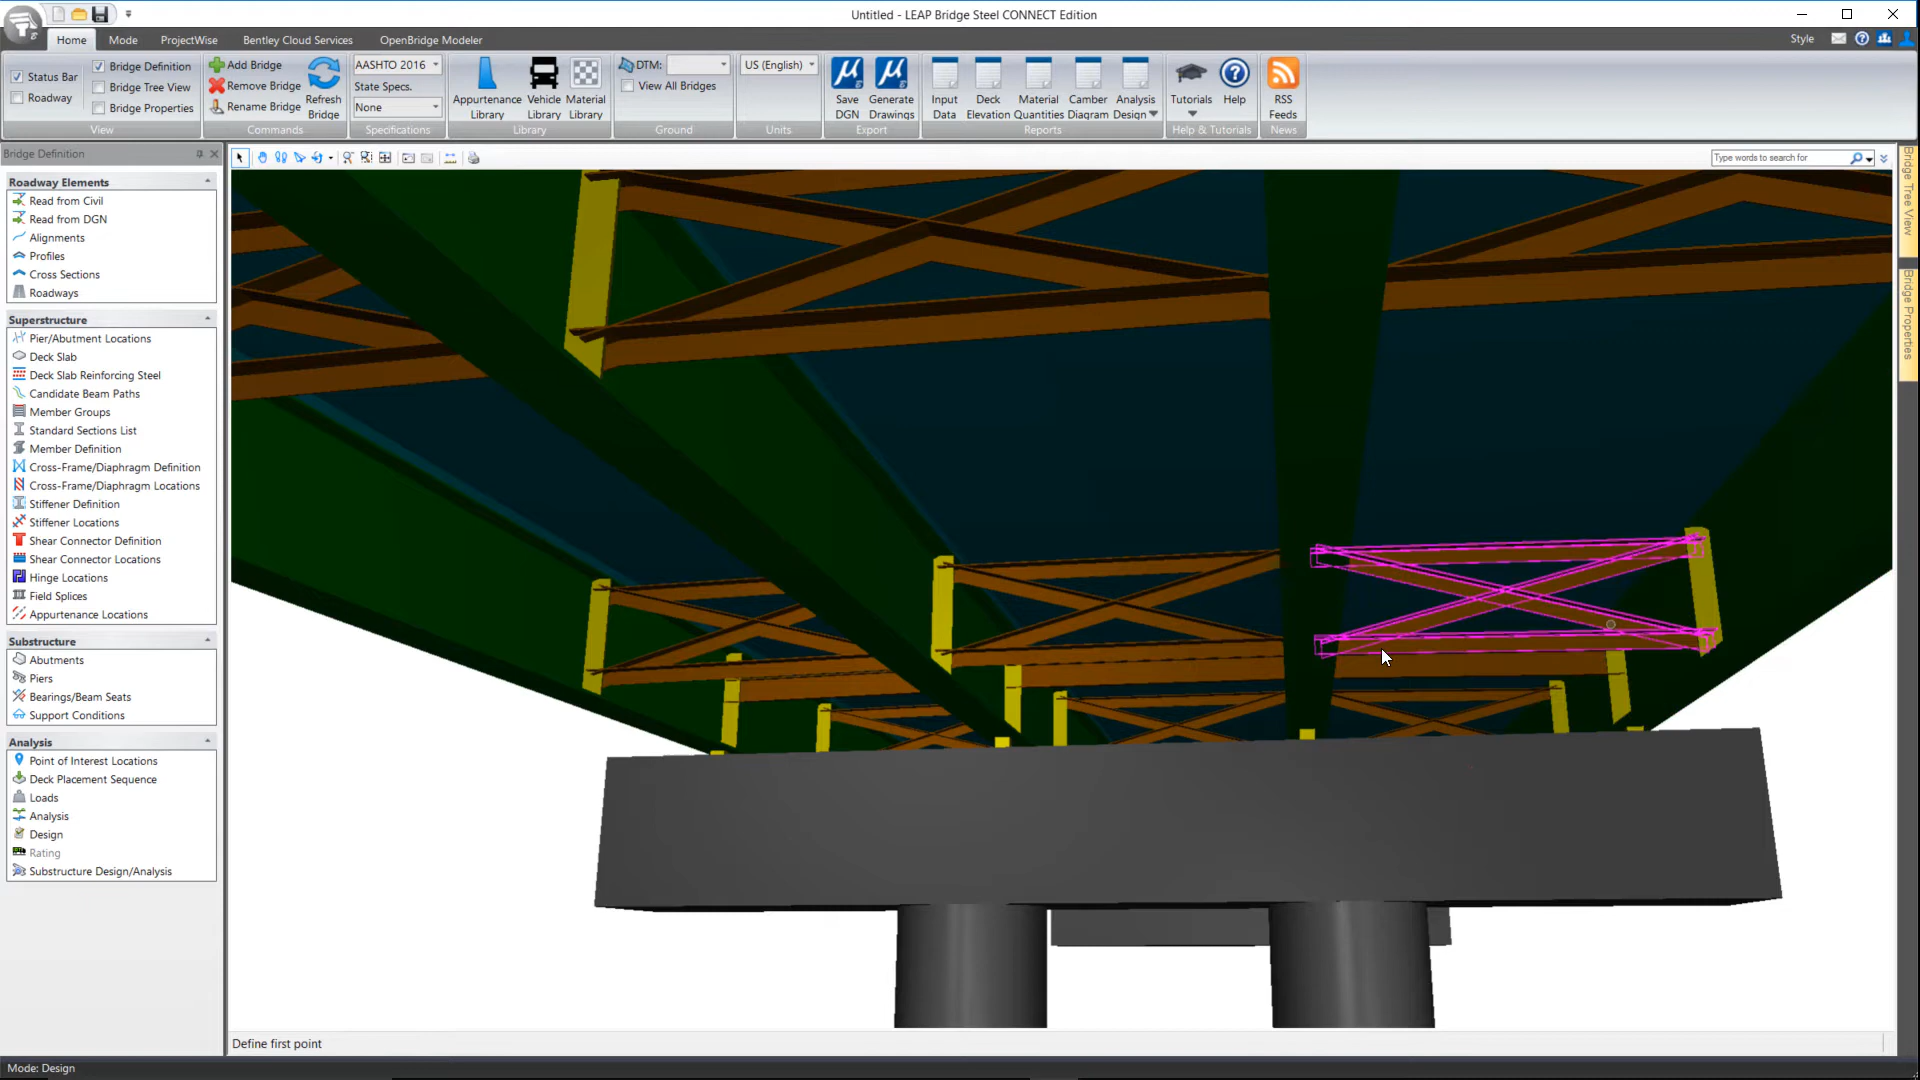 Untitled - LEAP Bridge Steel CONNECT Edition
Home Mode ProjectWise Bentley Cloud Services OpenBridge Modeler Style
Status Bar
Roadway
Bridge Definition
Bridge Tree View
Bridge Properties
View
Add Bridge
Remove Bridge
Rename Bridge
Refresh
Bridge
Commands
AASHTO 2016
State Specs.
None
Specifications
Appurtenance
Library
Vehicle
Library
Material
Library
Library
DTM:
View All Bridges
Ground
US (English)
Units
Save
DGN
Generate
Drawings
Export
Input
Data
Deck
Elevation
Material
Quantities
Camber
Diagram
Analysis
Design
Reports
Tutorials
Help
Help & Tutorials
RSS
Feeds
News
Bridge Definition
Type words to search for
Roadway Elements
Read from Civil
Read from DGN
Alignments
Profiles
Cross Sections
Roadways
Superstructure
Pier/Abutment Locations
Deck Slab
Deck Slab Reinforcing Steel
Candidate Beam Paths
Member Groups
Standard Sections List
Member Definition
Cross-Frame/Diaphragm Definition
Cross-Frame/Diaphragm Locations
Stiffener Definition
Stiffener Locations
Shear Connector Definition
Shear Connector Locations
Hinge Locations
Field Splices
Appurtenance Locations
Substructure
Abutments
Piers
Bearings/Beam Seats
Support Conditions
Analysis
Point of Interest Locations
Deck Placement Sequence
Loads
Analysis
Design
Rating
Substructure Design/Analysis
Bridge Tree View
Bridge Properties
Define first point
Mode: Design